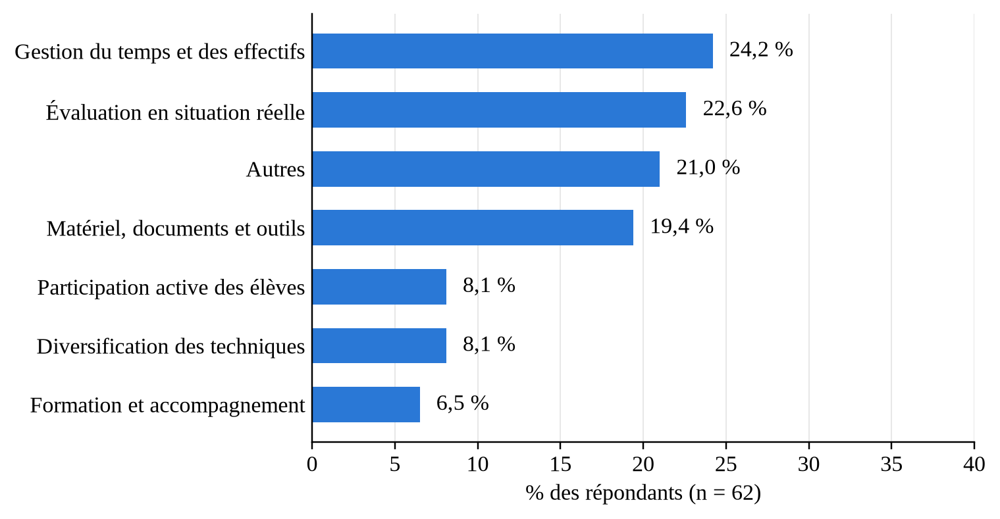 Gestion du temps et des effectifs 24,2 %
Évaluation en situation réelle 22,6 %
Autres 21,0 %
Matériel, documents et outils 19,4 %
Participation active des élèves 8,1 %
Diversification des techniques 8,1 %
Formation et accompagnement 6,5 %
0 5 10 15 20 25 30 35 40
% des répondants (n = 62)